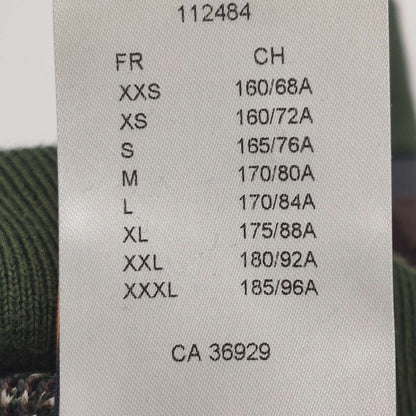 112484
FR CH
XXS 160/68A
XS 160/72A
S 165/76A
M 170/80A
L 170/84A
XL 175/88A
XXL 180/92A
XXXL 185/96A
CA 36929